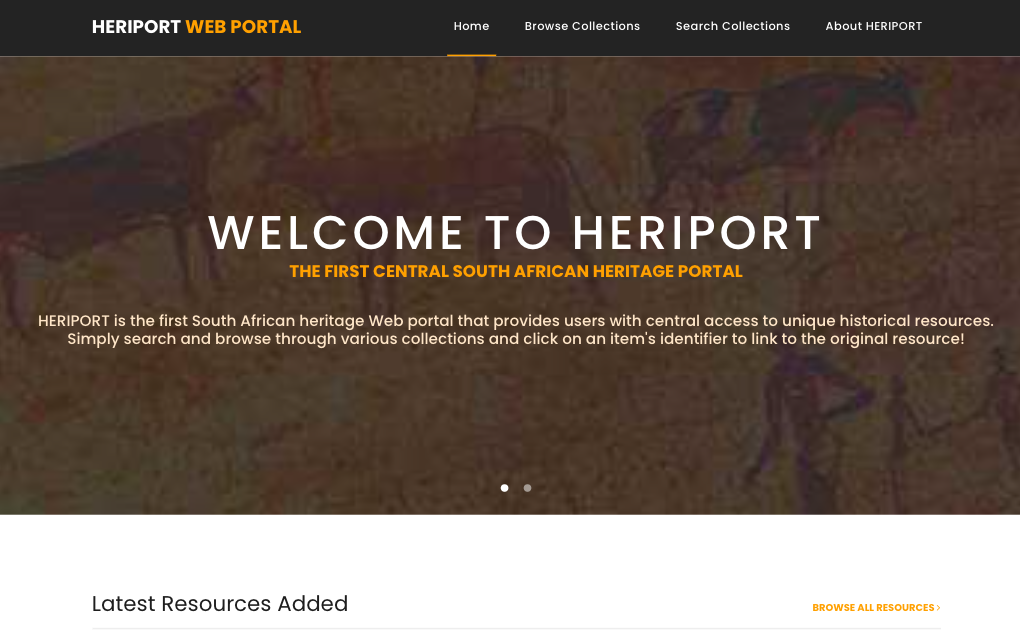 HERIPORT WEB PORTAL
Home Browse Collections Search Collections About HERIPORT
WELCOME TO HERIPORT
THE FIRST CENTRAL SOUTH AFRICAN HERITAGE PORTAL
HERIPORT is the first South African heritage Web portal that provides users with central access to unique historical resources.
Simply search and browse through various collections and click on an item's identifier to link to the original resource!
Latest Resources Added
BROWSE ALL RESOURCES ›